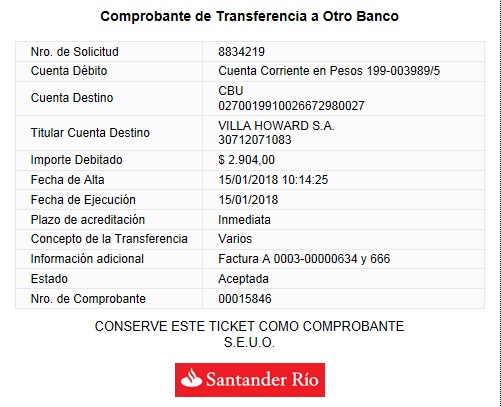 Comprobante de Transferencia a Otro Banco
Nro. de Solicitud 8834219
Cuenta Débito Cuenta Corriente en Pesos 199-003989/5
Cuenta Destino CBU
0270019910026672980027
Titular Cuenta Destino VILLA HOWARD S.A.
30712071083
Importe Debitado $ 2.904,00
Fecha de Alta 15/01/2018 10:14:25
Fecha de Ejecución 15/01/2018
Plazo de acreditación Inmediata
Concepto de la Transferencia Varios
Información adicional Factura A 0003-00000634 y 666
Estado Aceptada
Nro. de Comprobante 00015846
CONSERVE ESTE TICKET COMO COMPROBANTE
S.E.U.O.
Santander Río